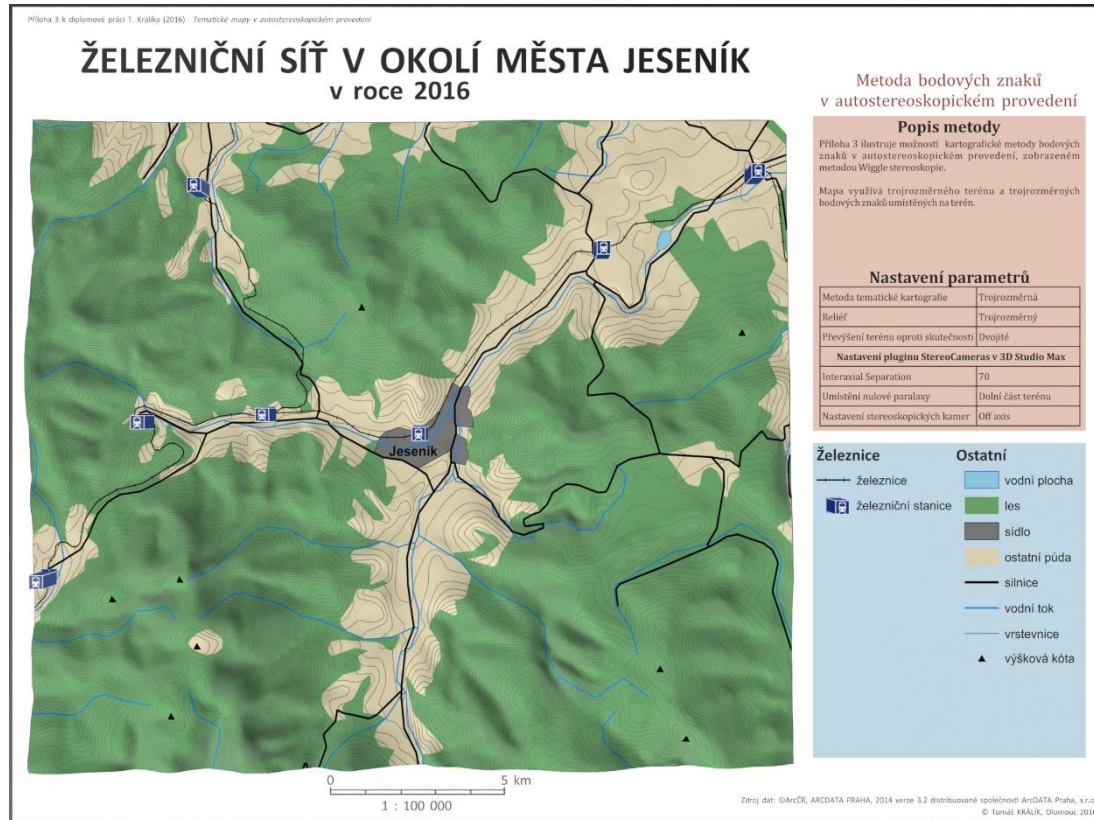 Příloha 3 k diplomové práci T. Králíka (2016) Tematické mapy v autostereoskopickém provedení
ŽELEZNIČNÍ SÍŤ V OKOLÍ MĚSTA JESENÍK
v roce 2016
Metoda bodových znaků
v autostereoskopickém provedení
Popis metody
Příloha 3 ilustruje možnosti kartografické metody bodových
znaků v autostereoskopickém provedení, zobrazeném
metodou Wiggle stereoskopie.
Mapa využívá trojrozměrného terénu a trojrozměrných
bodových znaků umístěných na terén.
Nastavení parametrů
Metoda tematické kartografie Trojrozměrná
Reliéf Trojrozměrný
Převýšení terénu oproti skutečnosti Dvojité
Nastavení pluginu StereoCameras v 3D Studio Max
Interaxial Separation 70
Umístění nulové paralaxy Dolní část terénu
Nastavení stereoskopických kamer Off axis
Jeseník
Železnice
železnice
železniční stanice
Ostatní
vodní plocha
les
sídlo
ostatní půda
silnice
vodní tok
vrstevnice
výšková kóta
0 5 km
1 : 100 000
Zdroj dat: ©ArcČR, ARCDATA PRAHA, 2014 verze 3.2 distribuované společností ArcDATA Praha, s.r.o
© Tomáš KRÁLÍK, Olomouc 2016